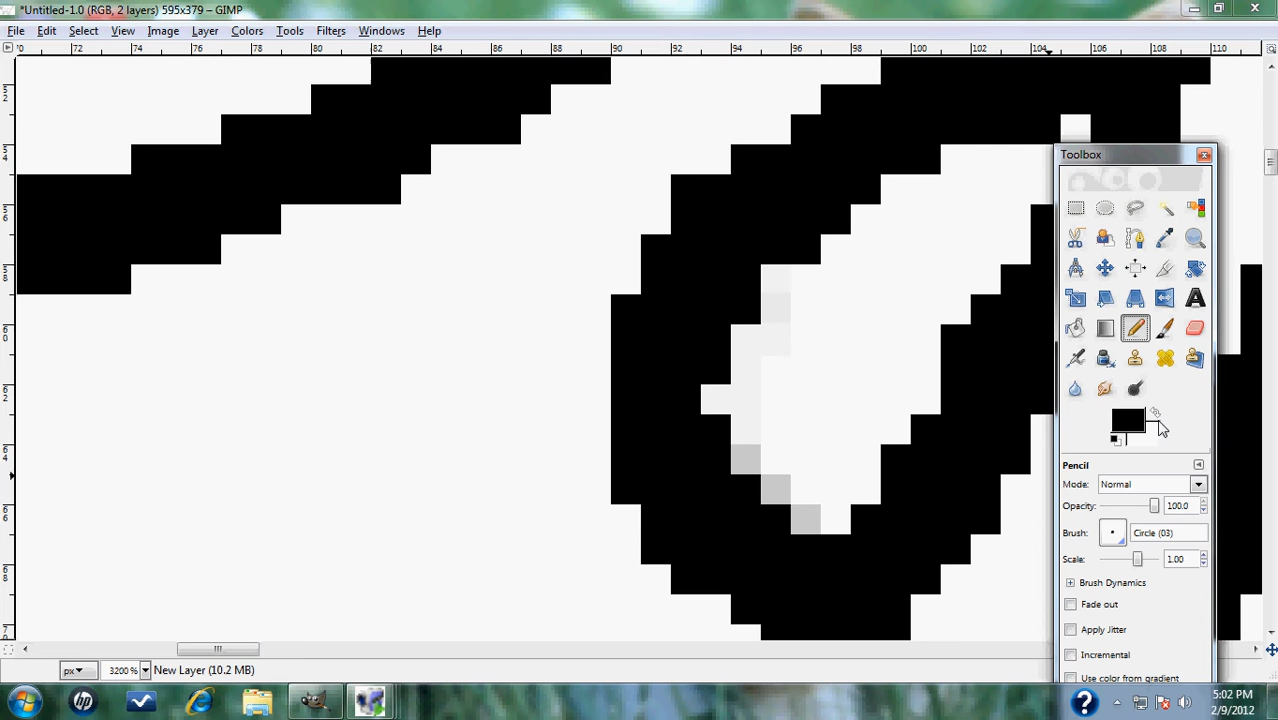 *Untitled-1.0 (RGB, 2 layers) 595x379 – GIMP
File Edit Select View Image Layer Colors Tools Filters Windows Help
70 72 74 76 78 80 82 84 86 88 90 92 94 96 98 100 102 104 106 108 110
Toolbox
Pencil
Mode: Normal
Opacity: 100.0
Brush: Circle (03)
Scale: 1.00
Brush Dynamics
Fade out
Apply Jitter
Incremental
Use color from gradient
px 3200% New Layer (10.2 MB)
5:02 PM
2/9/2012